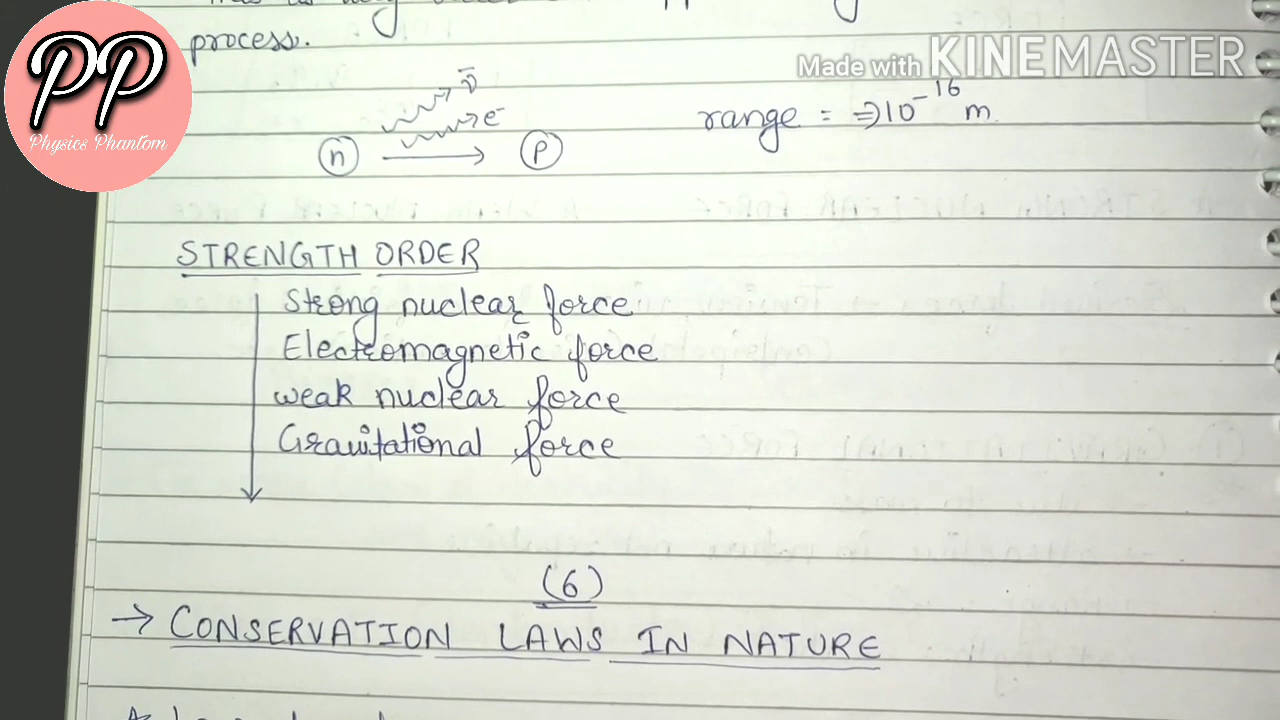 process.
PP
Physics Phantom
Made with KINEMASTER
ν̄
e⁻
n → p
range = ⇒ 10⁻¹⁶ m
STRENGTH ORDER
Strong nuclear force
Electromagnetic force
weak nuclear force
Gravitational force
(6)
→ CONSERVATION LAWS IN NATURE